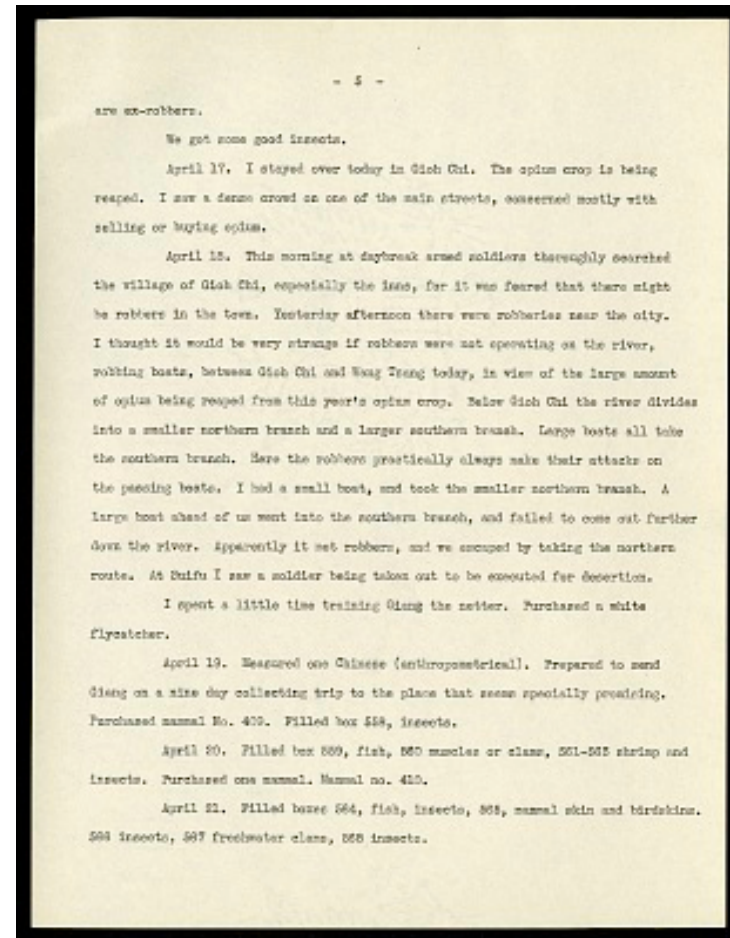 - 5 -
are ex-robbers.
We got some good insects.
April 17. I stayed over today in Gioh Chi. The opium crop is being
reaped. I saw a dense crowd on one of the main streets, concerned mostly with
selling or buying opium.
April 18. This morning at daybreak armed soldiers thoroughly searched
the village of Gioh Chi, especially the inns, for it was feared that there might
be robbers in the town. Yesterday afternoon there were robberies near the city.
I thought it would be very strange if robbers were not operating on the river,
robbing boats, between Gioh Chi and Wang Tsang today, in view of the large amount
of opium being reaped from this year's opium crop. Below Gioh Chi the river divides
into a smaller northern branch and a larger southern branch. Large boats all take
the southern branch. Here the robbers practically always make their attacks on
the passing boats. I had a small boat, and took the smaller northern branch. A
large boat ahead of us went into the southern branch, and failed to come out further
down the river. Apparently it met robbers, and we escaped by taking the northern
route. At Suifu I saw a soldier being taken out to be executed for desertion.
I spent a little time training Giang the netter. Purchased a white
flycatcher.
April 19. Measured one Chinese (anthropometrical). Prepared to send
Giang on a nine day collecting trip to the place that seems specially promising.
Purchased mammal No. 409. Filled box 558, insects.
April 20. Filled box 559, fish, 560 muscles or clams, 561-563 shrimp and
insects. Purchased one mammal. Mammal no. 410.
April 21. Filled boxes 564, fish, insects, 565, mammal skin and birdskins.
566 insects, 567 freshwater clams, 568 insects.